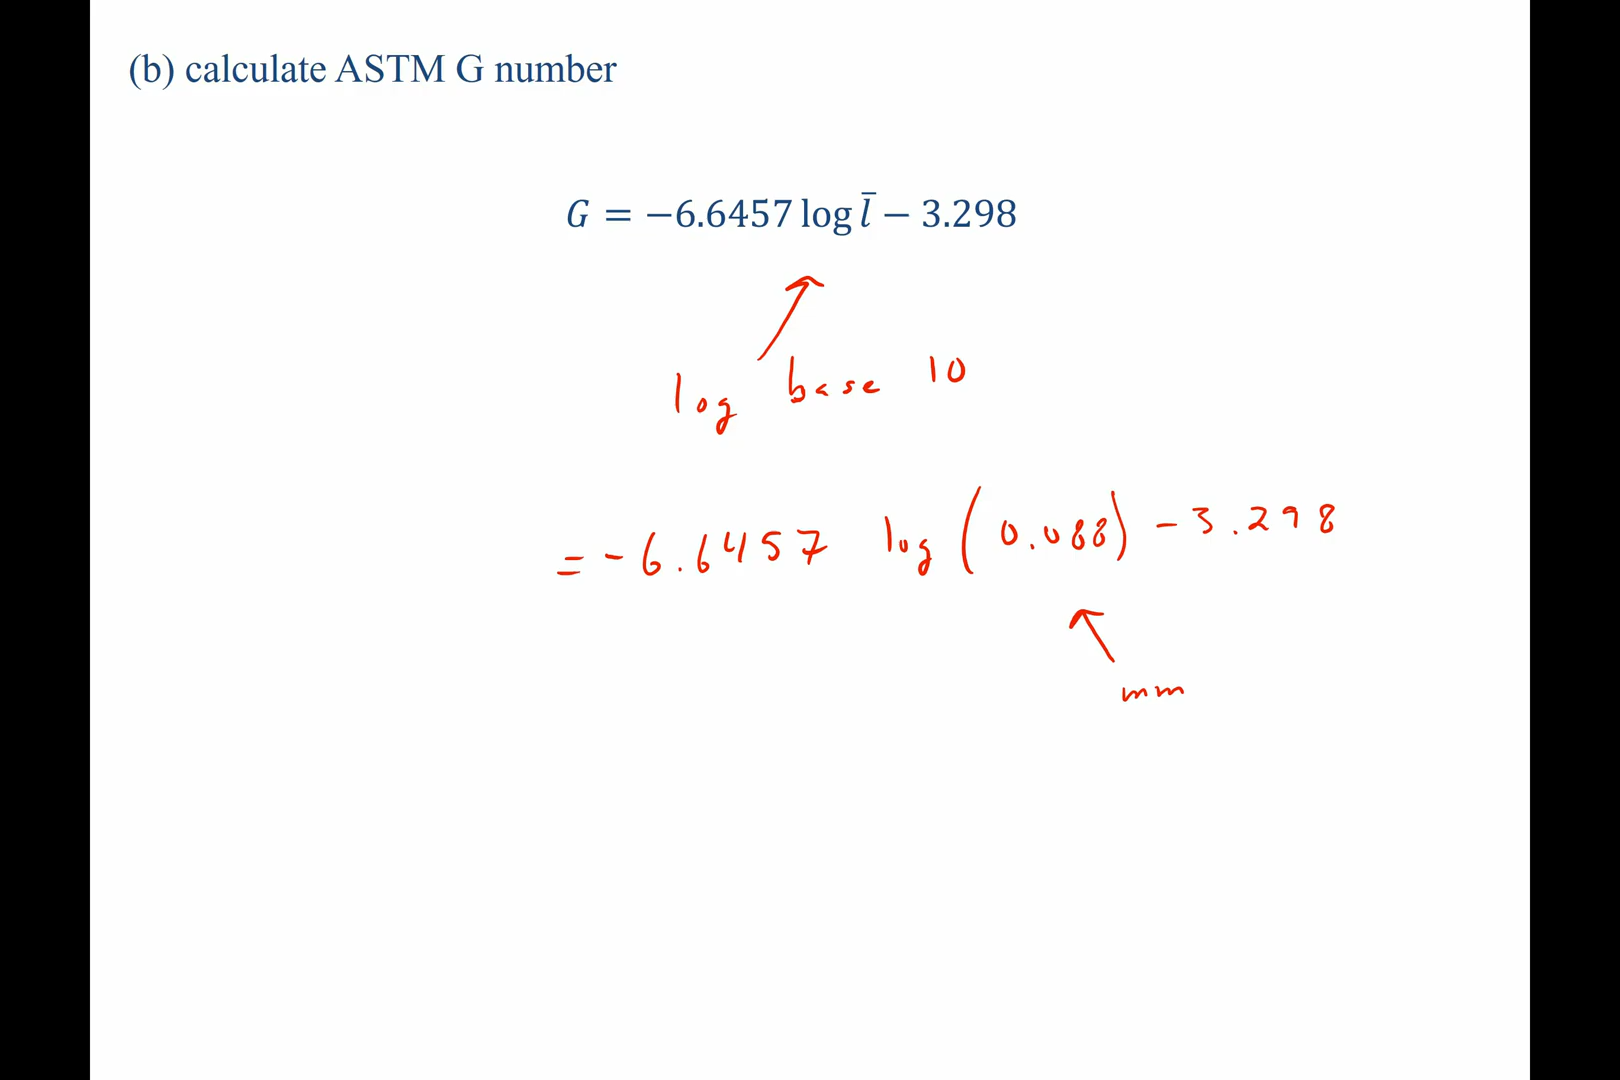 (b) calculate ASTM G number
G = −6.6457 log l̄ − 3.298
log base 10
= - 6.6457 log (0.088) - 3.298
mm